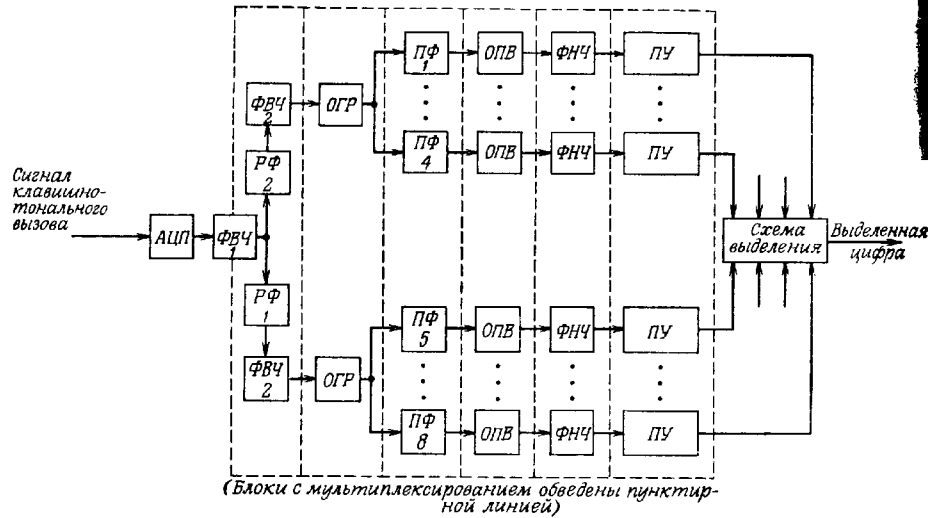 Сигнал
клавишно-
тонального
вызова
АЦП
ФВЧ
1
РФ
2
ФВЧ
2
ОГР
ПФ
1
ОПВ
ФНЧ
ПУ
ПФ
4
ОПВ
ФНЧ
ПУ
РФ
1
ФВЧ
2
ОГР
ПФ
5
ОПВ
ФНЧ
ПУ
ПФ
8
ОПВ
ФНЧ
ПУ
Схема
выделения
Выделенная
цифра
(Блоки с мультиплексированием обведены пунктир-
ной линией)